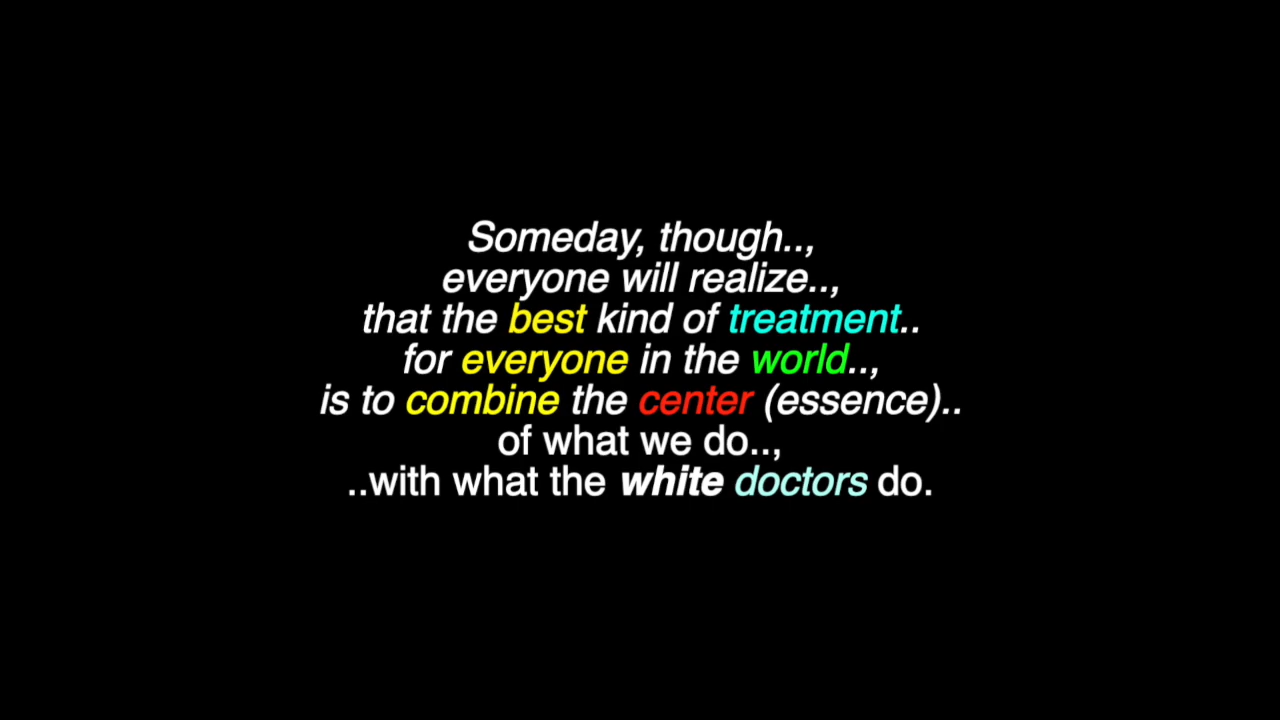 Someday, though..,
everyone will realize..,
that the best kind of treatment..
for everyone in the world..,
is to combine the center (essence)..
of what we do..,
..with what the white doctors do.